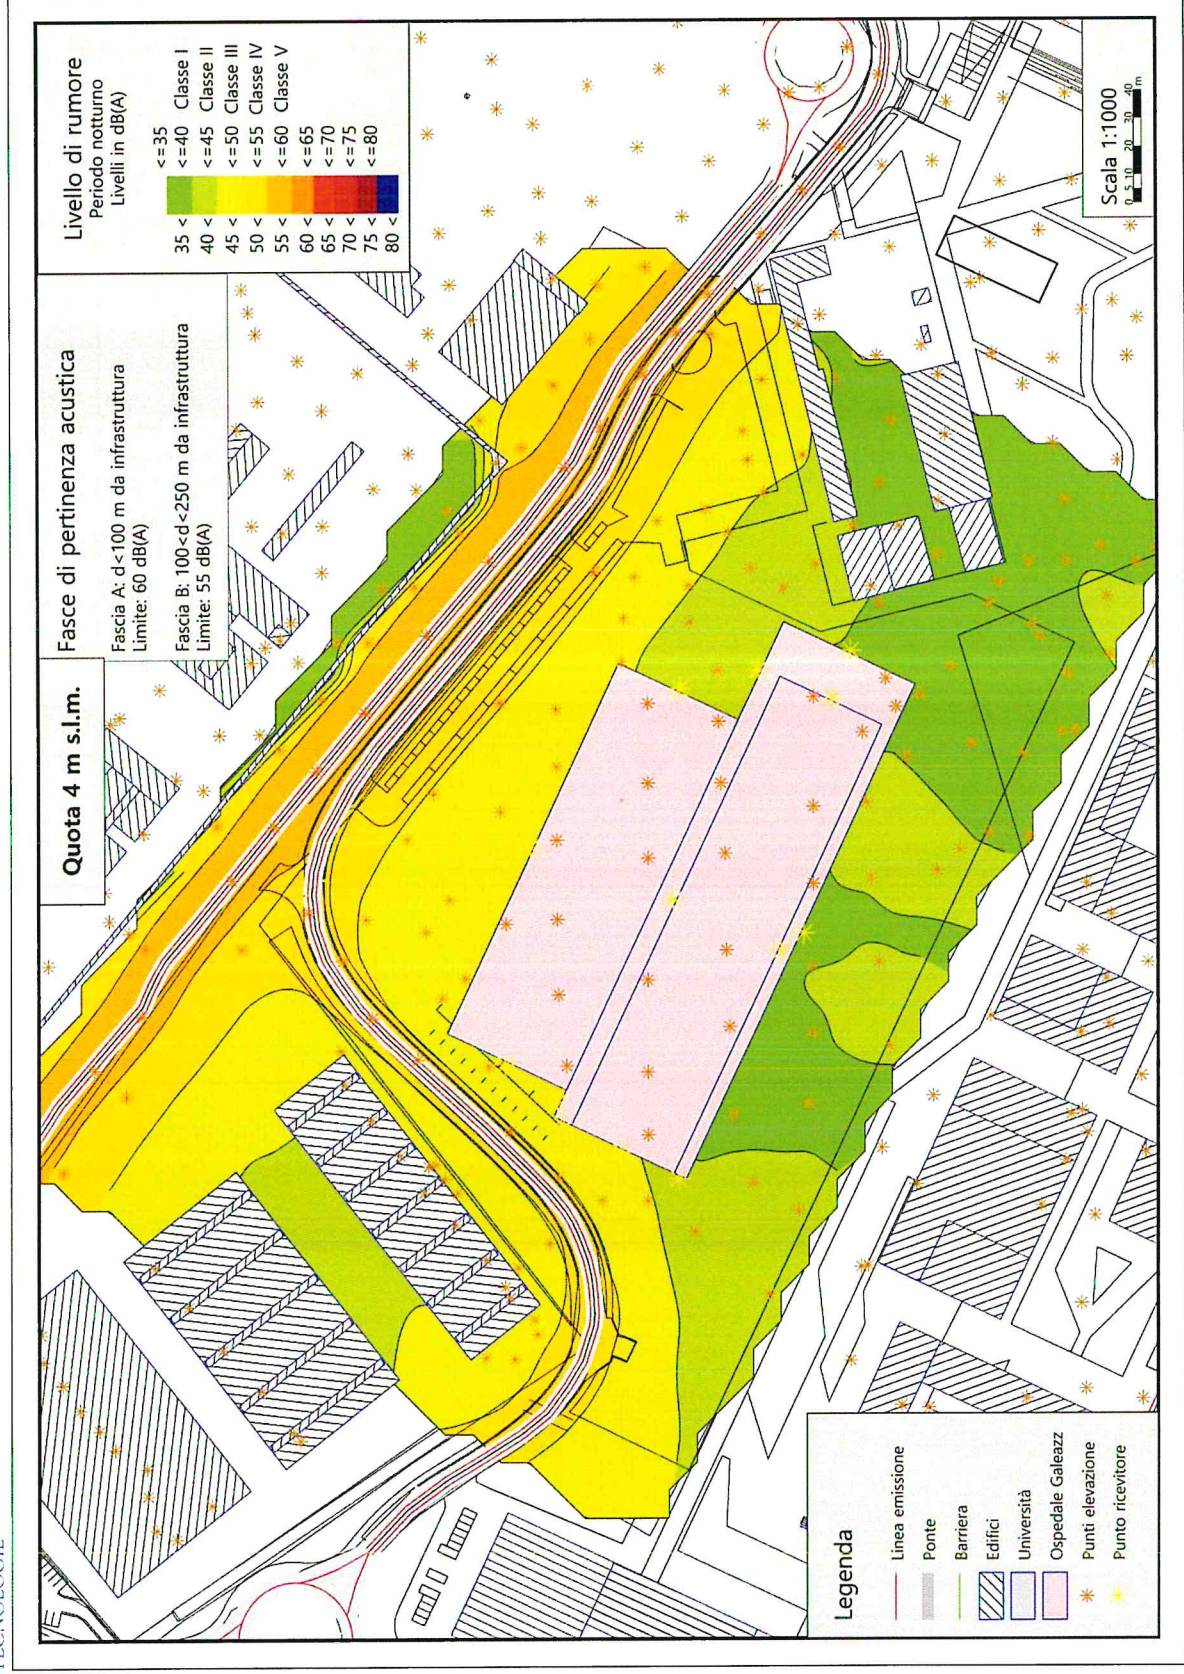 Quota 4 m s.l.m.
Fasce di pertinenza acustica
Fascia A: d<100 m da infrastruttura
Limite: 60 dB(A)
Fascia B: 100<d<250 m da infrastruttura
Limite: 55 dB(A)
Livello di rumore
Periodo notturno
Livelli in dB(A)
<=35
35 < <=40 Classe I
40 < <=45 Classe II
45 < <=50 Classe III
50 < <=55 Classe IV
55 < <=60 Classe V
60 < <=65
65 < <=70
70 < <=75
75 < <=80
80 <
Legenda
Linea emissione
Ponte
Barriera
Edifici
Università
Ospedale Galeazz
Punti elevazione
Punto ricevitore
Scala 1:1000
0 5 10 20 30 40
m